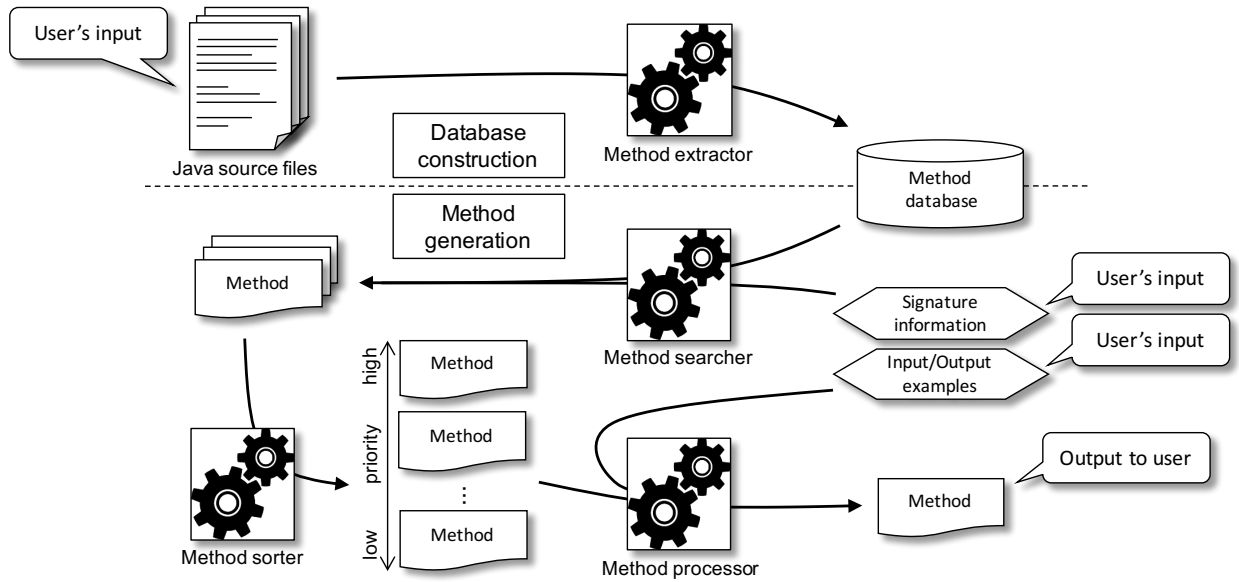 User's input
Java source files
Database
construction
Method extractor
Method
database
Method
generation
Method
Method searcher
Signature
information
User's input
Input/Output
examples
User's input
high
priority
low
Method
Method
...
Method
Method sorter
Method processor
Method
Output to user